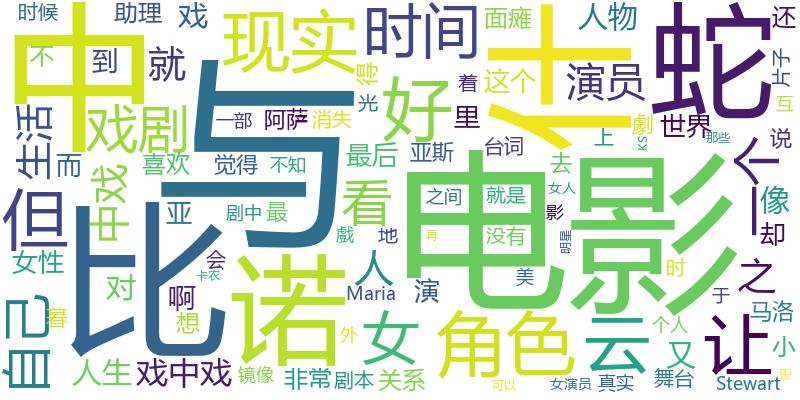 时候
助理
戏
现实
时间
面瘫
人物
还
中
与
不
到
就
得
仕
蛇
片子
戏剧
光
好
着
这个
演员
互
一部
阿萨
消失
里
劇
世界
说
生活
而
喜欢
觉得
不知
最后
亚斯
台词
去
上
KS
那些
个
但
中戏
亚
剧中
最
看
之间
就是
女人
影
像
却
比
诺
电影
女性
对
会
卡农
戲
地
人
没有
再
明星
美
时
之
于
自己
暮
啊
想
Maria
演
外
女
角色
云
个人
又
让
马洛
小
人生
戏中戏
镜像
非常
剧本
关系
可以
女演员
真实
舞台
Stewart